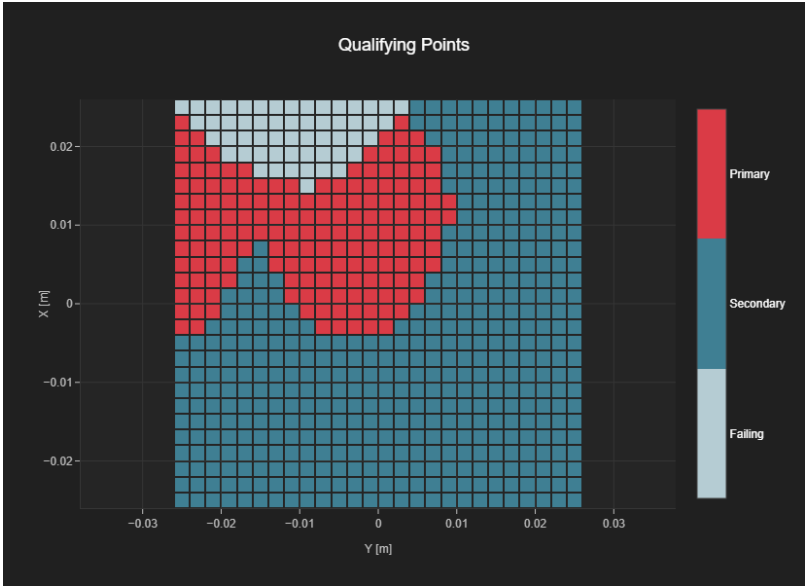 Qualifying Points
0.02
0.01
0
−0.01
−0.02
X [m]
−0.03
−0.02
−0.01
0
0.01
0.02
0.03
Y [m]
Primary
Secondary
Failing